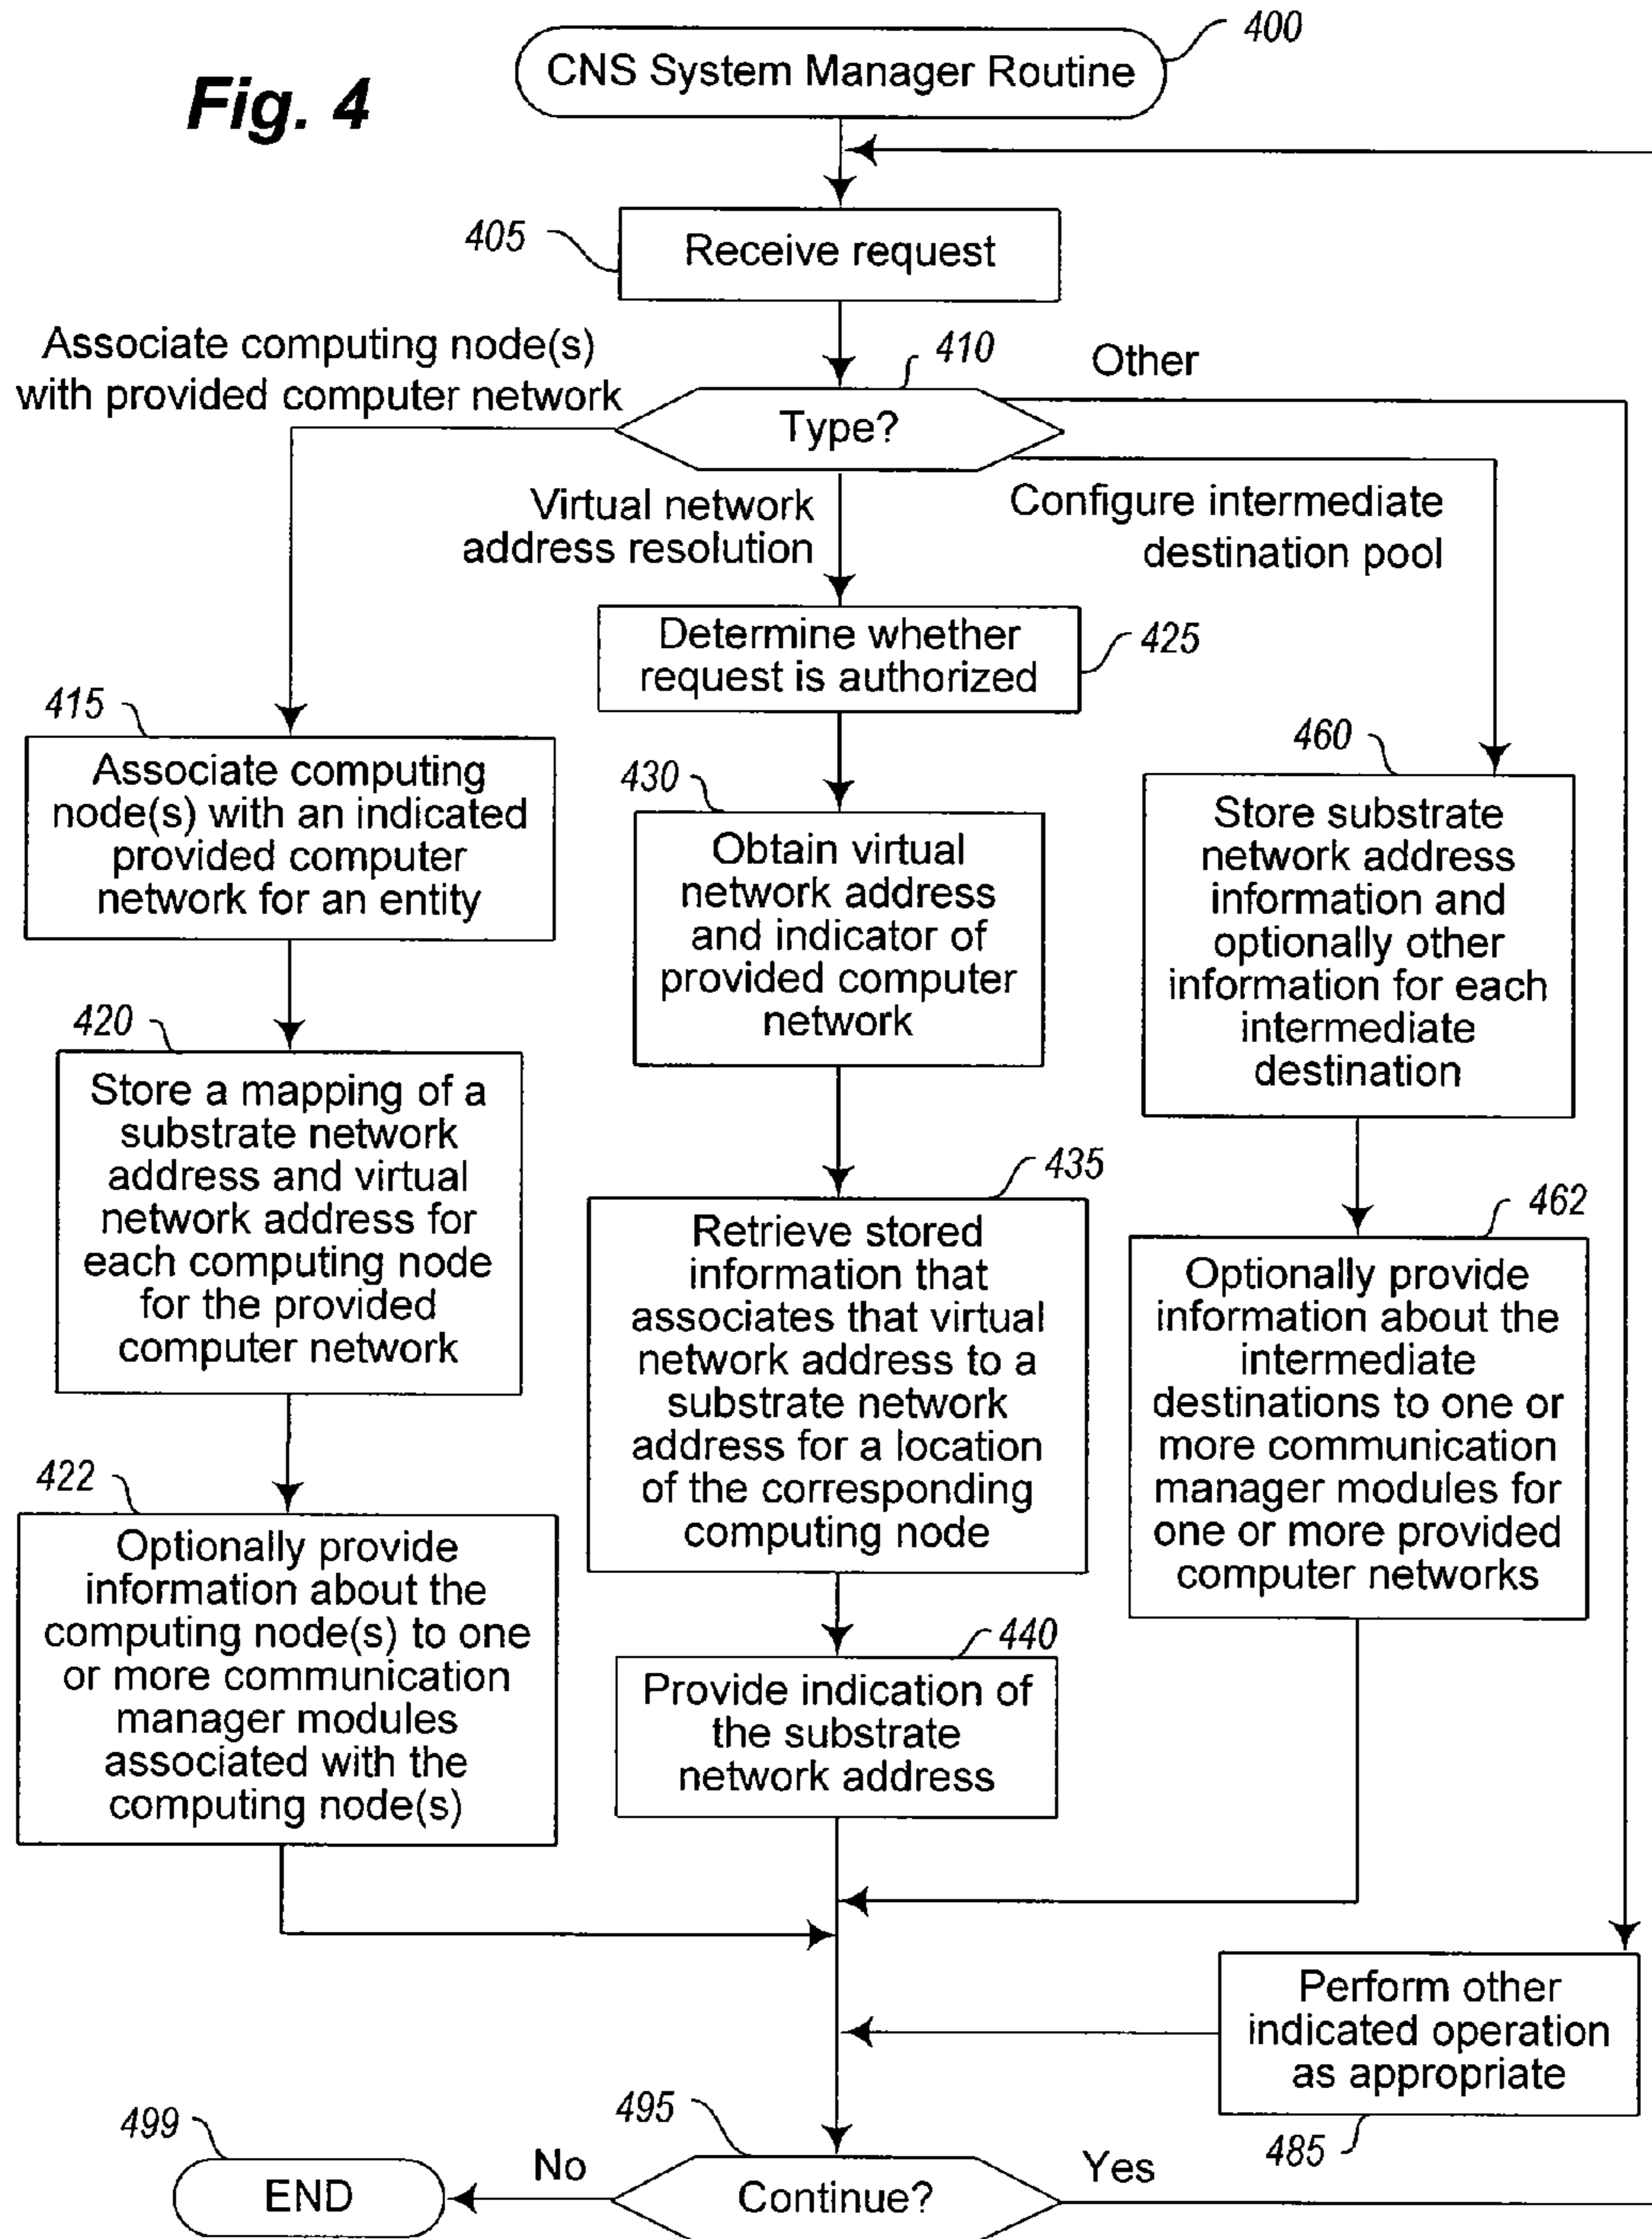 Fig. 4
CNS System Manager Routine
400
405
Receive request
Associate computing node(s)
with provided computer network
410
Type?
Other
Virtual network
address resolution
Configure intermediate
destination pool
Determine whether
request is authorized
425
415
Associate computing
node(s) with an indicated
provided computer
network for an entity
430
Obtain virtual
network address
and indicator of
provided computer
network
460
Store substrate
network address
information and
optionally other
information for each
intermediate
destination
420
Store a mapping of a
substrate network
address and virtual
network address for
each computing node
for the provided
computer network
435
Retrieve stored
information that
associates that virtual
network address to a
substrate network
address for a location
of the corresponding
computing node
462
Optionally provide
information about the
intermediate
destinations to one or
more communication
manager modules for
one or more provided
computer networks
422
Optionally provide
information about the
computing node(s) to one
or more communication
manager modules
associated with the
computing node(s)
440
Provide indication of
the substrate
network address
Perform other
indicated operation
as appropriate
485
495
Continue?
Yes
No
499
END